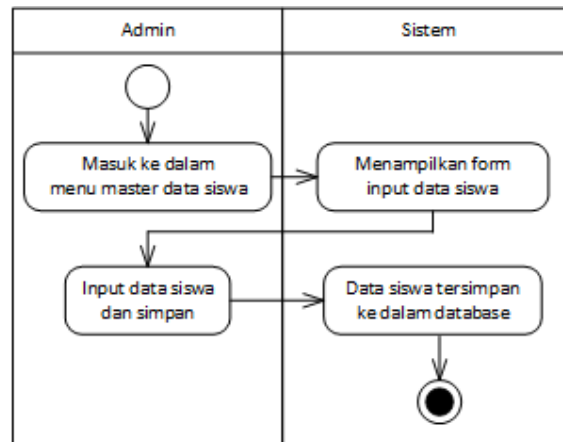 Admin
Sistem
Masuk ke dalam
menu master data siswa
Menampilkan form
input data siswa
Input data siswa
dan simpan
Data siswa tersimpan
ke dalam database